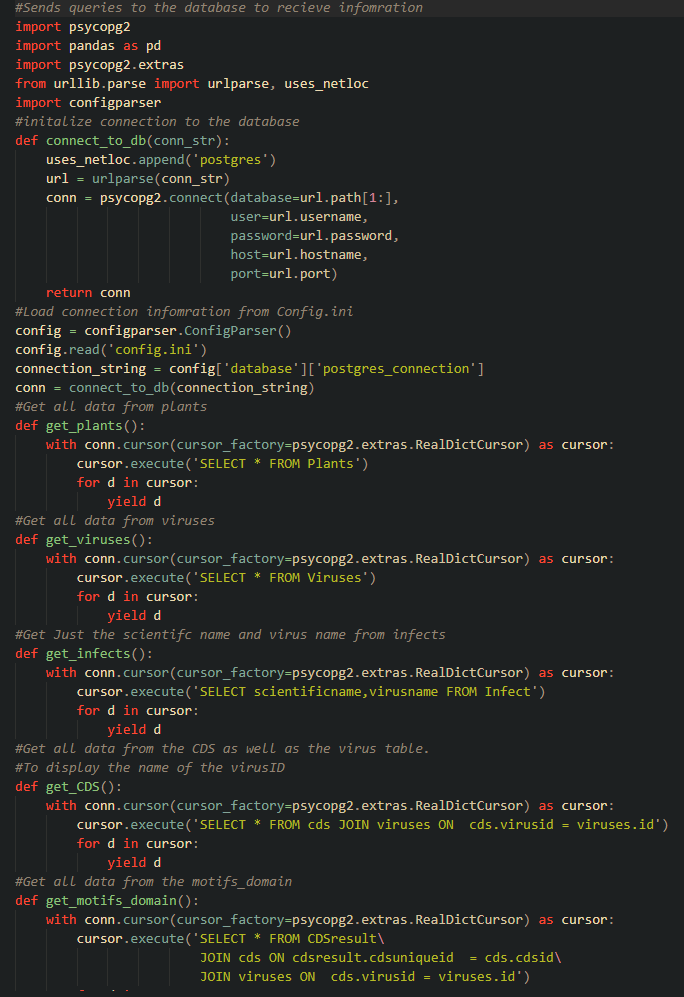 #Sends queries to the database to recieve infomration
import psycopg2
import pandas as pd
import psycopg2.extras
from urllib.parse import urlparse, uses_netloc
import configparser
#initalize connection to the database
def connect_to_db(conn_str):
    uses_netloc.append('postgres')
    url = urlparse(conn_str)
    conn = psycopg2.connect(database=url.path[1:],
                            user=url.username,
                            password=url.password,
                            host=url.hostname,
                            port=url.port)
    return conn
#Load connection infomration from Config.ini
config = configparser.ConfigParser()
config.read('config.ini')
connection_string = config['database']['postgres_connection']
conn = connect_to_db(connection_string)
#Get all data from plants
def get_plants():
    with conn.cursor(cursor_factory=psycopg2.extras.RealDictCursor) as cursor:
        cursor.execute('SELECT * FROM Plants')
        for d in cursor:
            yield d
#Get all data from viruses
def get_viruses():
    with conn.cursor(cursor_factory=psycopg2.extras.RealDictCursor) as cursor:
        cursor.execute('SELECT * FROM Viruses')
        for d in cursor:
            yield d
#Get Just the scientifc name and virus name from infects
def get_infects():
    with conn.cursor(cursor_factory=psycopg2.extras.RealDictCursor) as cursor:
        cursor.execute('SELECT scientificname,virusname FROM Infect')
        for d in cursor:
            yield d
#Get all data from the CDS as well as the virus table.
#To display the name of the virusID
def get_CDS():
    with conn.cursor(cursor_factory=psycopg2.extras.RealDictCursor) as cursor:
        cursor.execute('SELECT * FROM cds JOIN viruses ON  cds.virusid = viruses.id')
        for d in cursor:
            yield d
#Get all data from the motifs_domain
def get_motifs_domain():
    with conn.cursor(cursor_factory=psycopg2.extras.RealDictCursor) as cursor:
        cursor.execute('SELECT * FROM CDSresult\
                        JOIN cds ON cdsresult.cdsuniqueid  = cds.cdsid\
                        JOIN viruses ON  cds.virusid = viruses.id')